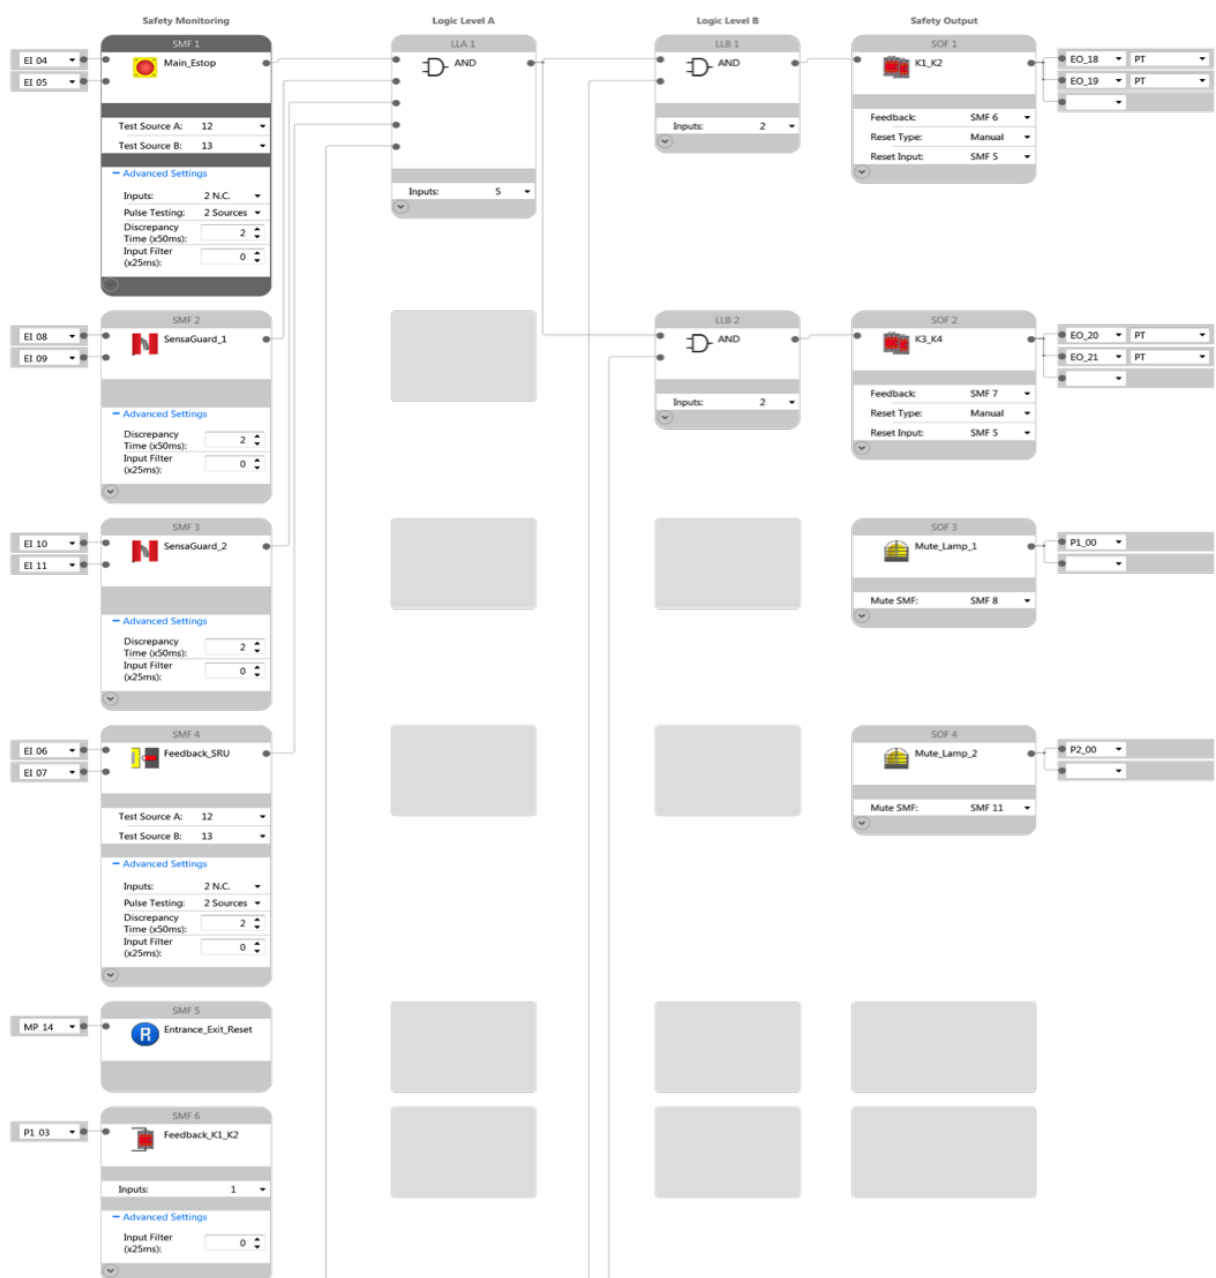 Safety Monitoring
Logic Level A
Logic Level B
Safety Output
SMF 1
EI 04
EI 05
Main_Estop
Test Source A: 12
Test Source B: 13
Advanced Settings
Inputs: 2 N.C.
Pulse Testing: 2 Sources
Discrepancy
Time (x50ms): 2
Input Filter
(x25ms): 0
LLA 1
AND
Inputs: 5
LLB 1
AND
Inputs: 2
SOF 1
K1_K2
EO_18 PT
EO_19 PT
Feedback: SMF 6
Reset Type: Manual
Reset Input: SMF 5
SMF 2
EI 08
EI 09
SensaGuard_1
Advanced Settings
Discrepancy
Time (x50ms): 2
Input Filter
(x25ms): 0
LLB 2
AND
Inputs: 2
SOF 2
K3_K4
EO_20 PT
EO_21 PT
Feedback: SMF 7
Reset Type: Manual
Reset Input: SMF 5
SMF 3
EI 10
EI 11
SensaGuard_2
Advanced Settings
Discrepancy
Time (x50ms): 2
Input Filter
(x25ms): 0
SOF 3
Mute_Lamp_1
P1_00
Mute SMF: SMF 8
SMF 4
EI 06
EI 07
Feedback_SRU
Test Source A: 12
Test Source B: 13
Advanced Settings
Inputs: 2 N.C.
Pulse Testing: 2 Sources
Discrepancy
Time (x50ms): 2
Input Filter
(x25ms): 0
SOF 4
Mute_Lamp_2
P2_00
Mute SMF: SMF 11
SMF 5
MP 14
R
Entrance_Exit_Reset
SMF 6
P1 03
Feedback_K1_K2
Inputs: 1
Advanced Settings
Input Filter
(x25ms): 0